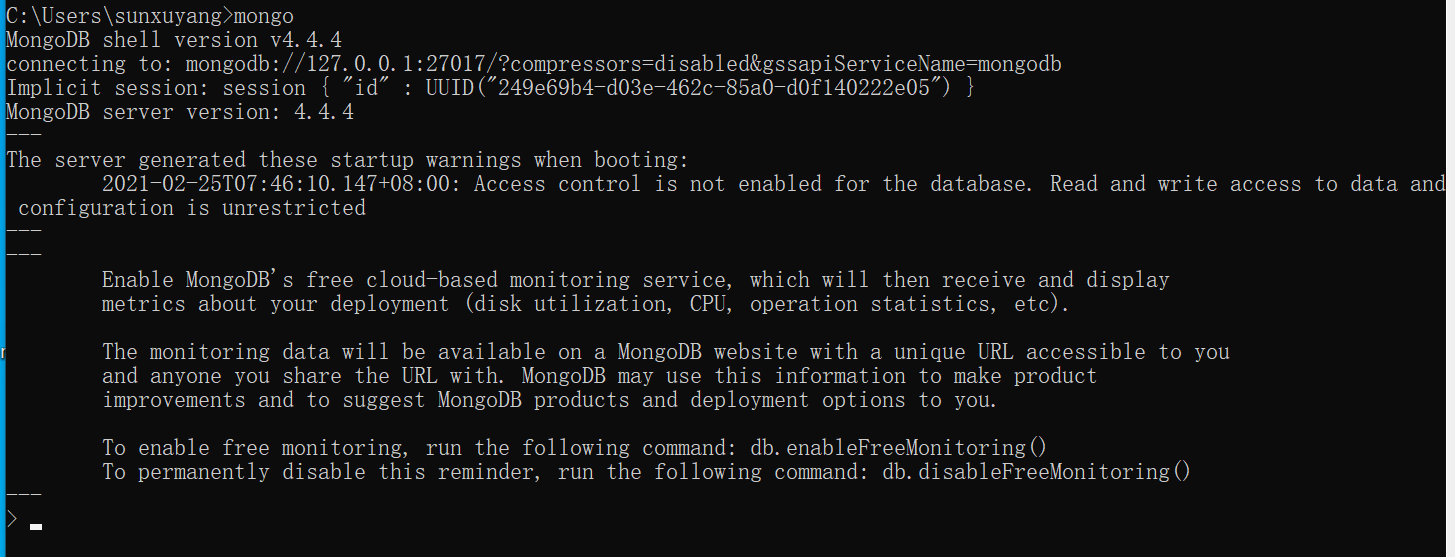 C:\Users\sunxuyang>mongo
MongoDB shell version v4.4.4
connecting to: mongodb://127.0.0.1:27017/?compressors=disabled&gssapiServiceName=mongodb
Implicit session: session { "id" : UUID("249e69b4-d03e-462c-85a0-d0f140222e05") }
MongoDB server version: 4.4.4
---
The server generated these startup warnings when booting:
        2021-02-25T07:46:10.147+08:00: Access control is not enabled for the database. Read and write access to data and
 configuration is unrestricted
---
---
        Enable MongoDB's free cloud-based monitoring service, which will then receive and display
        metrics about your deployment (disk utilization, CPU, operation statistics, etc).

        The monitoring data will be available on a MongoDB website with a unique URL accessible to you
        and anyone you share the URL with. MongoDB may use this information to make product
        improvements and to suggest MongoDB products and deployment options to you.

        To enable free monitoring, run the following command: db.enableFreeMonitoring()
        To permanently disable this reminder, run the following command: db.disableFreeMonitoring()
---
>